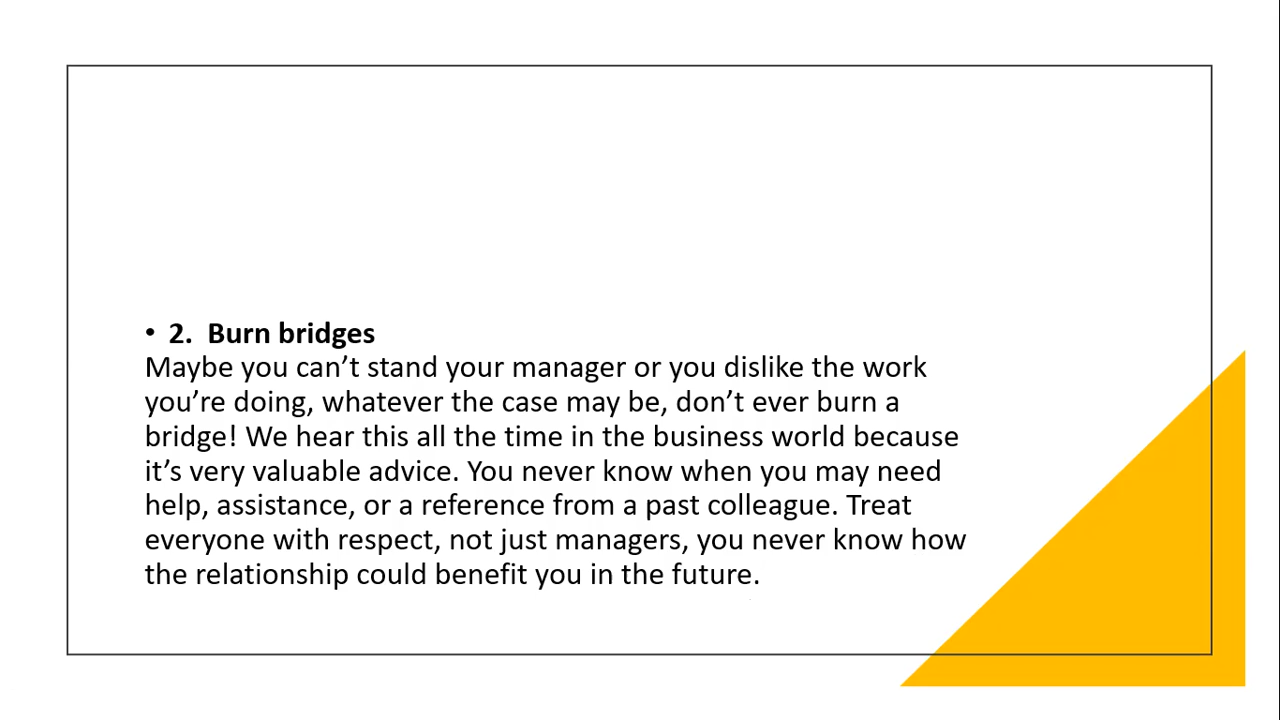 • 2.  Burn bridges
Maybe you can’t stand your manager or you dislike the work
you’re doing, whatever the case may be, don’t ever burn a
bridge! We hear this all the time in the business world because
it’s very valuable advice. You never know when you may need
help, assistance, or a reference from a past colleague. Treat
everyone with respect, not just managers, you never know how
the relationship could benefit you in the future.